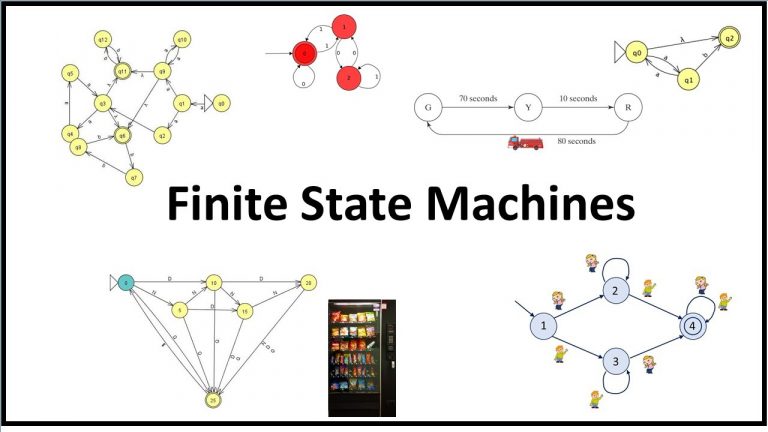 q12
q10
q11
q9
q5
q3
q1
q0
q4
q8
q6
q2
q7
0
1
2
1
1
0
0
0
1
q0
q1
q2
λ
a
a
b
G
70 seconds
Y
10 seconds
R
80 seconds
Finite State Machines
0
D
10
D
20
N
N
N
N
5
D
15
25
1
2
3
4